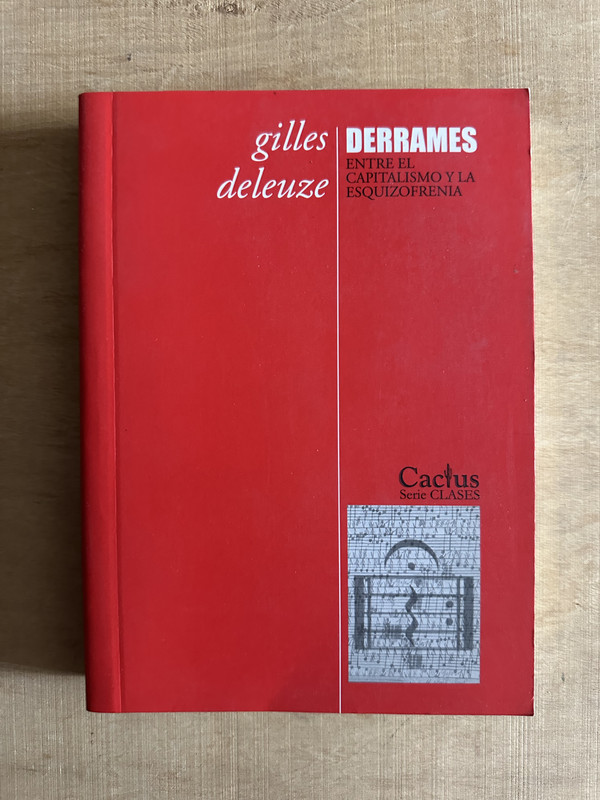 gilles
deleuze
DERRAMES
ENTRE EL
CAPITALISMO Y LA
ESQUIZOFRENIA
Cactus
Serie CLASES